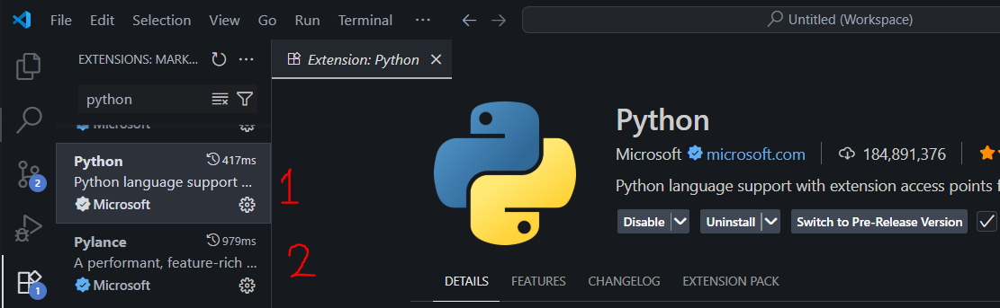 File Edit Selection View Go Run Terminal ··· Untitled (Workspace)
EXTENSIONS: MARK... ···
Extension: Python
python
Microsoft
Python 417ms
Python language support ...
Microsoft
1
Pylance 979ms
A performant, feature-rich ...
Microsoft
2
2
1
Python
Microsoft microsoft.com 184,891,376
Python language support with extension access points
Disable Uninstall Switch to Pre-Release Version
DETAILS FEATURES CHANGELOG EXTENSION PACK